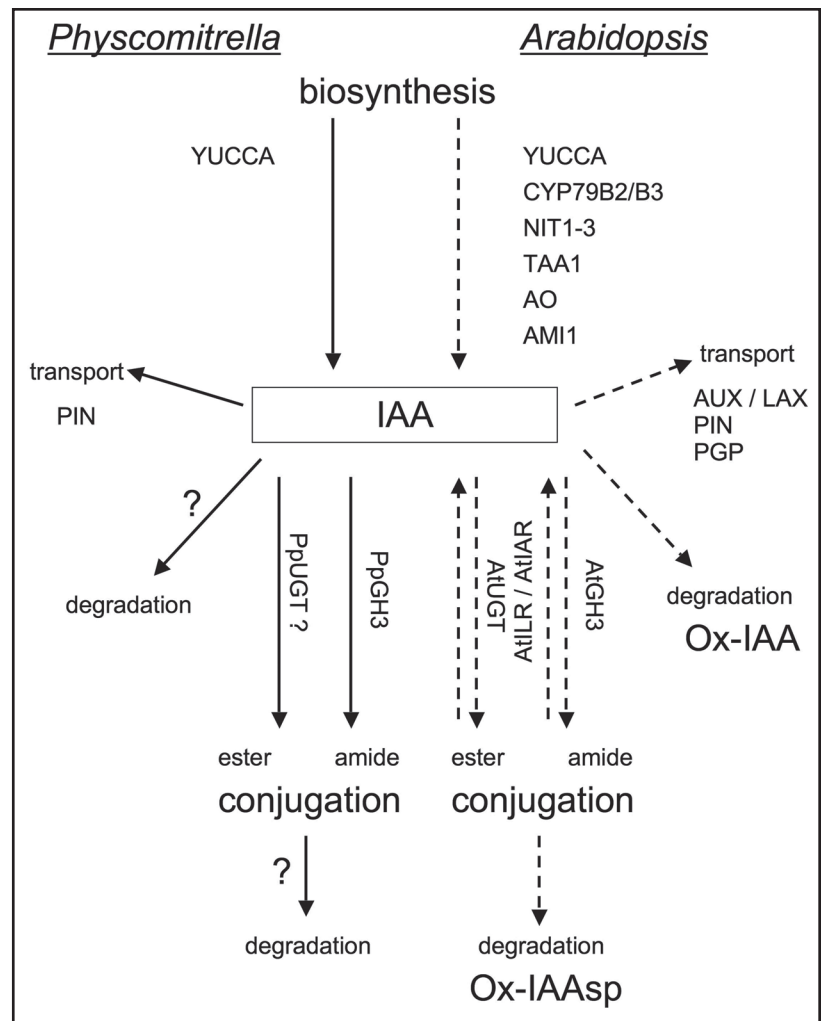 Physcomitrella
Arabidopsis
biosynthesis
YUCCA
YUCCA
CYP79B2/B3
NIT1-3
TAA1
AO
AMI1
transport
PIN
IAA
transport
AUX / LAX
PIN
PGP
?
degradation
PpUGT ?
PpGH3
AtUGT
AtILR / AtIAR
AtGH3
degradation
Ox-IAA
ester amide
conjugation
ester amide
conjugation
?
degradation
degradation
Ox-IAAsp